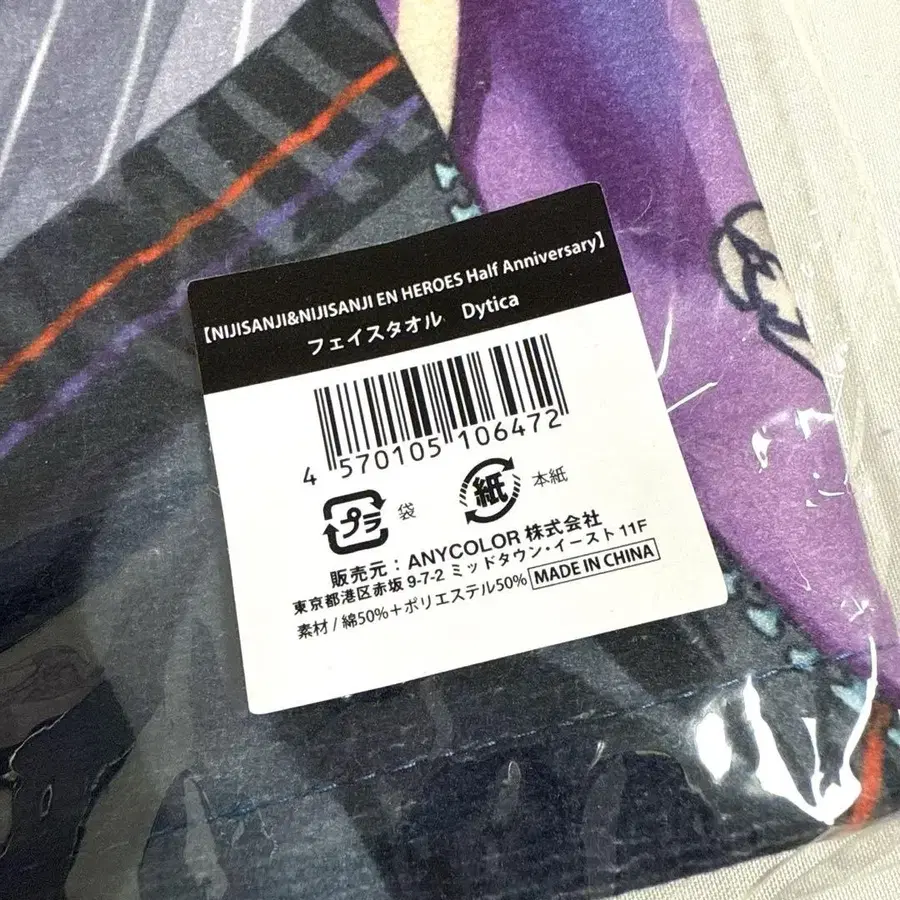 【NIJISANJI&NIJISANJI EN HEROES Half Anniversary】
フェイスタオル Dytica
4 570105 106472
プラ 袋 紙 本紙
販売元：ANYCOLOR 株式会社
東京都港区赤坂 9-7-2 ミッドタウン・イースト 11F
素材 / 綿50%＋ポリエステル50% MADE IN CHINA